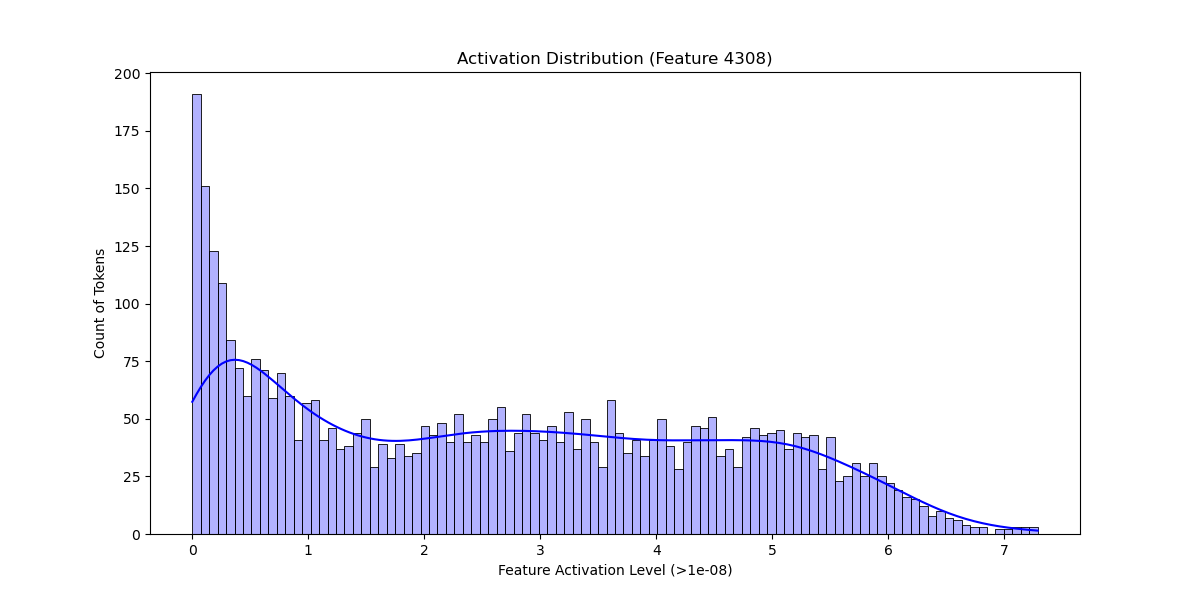 Activation Distribution (Feature 4308)
200
175
150
125
100
75
50
25
0
Count of Tokens
0 1 2 3 4 5 6 7
Feature Activation Level (>1e-08)